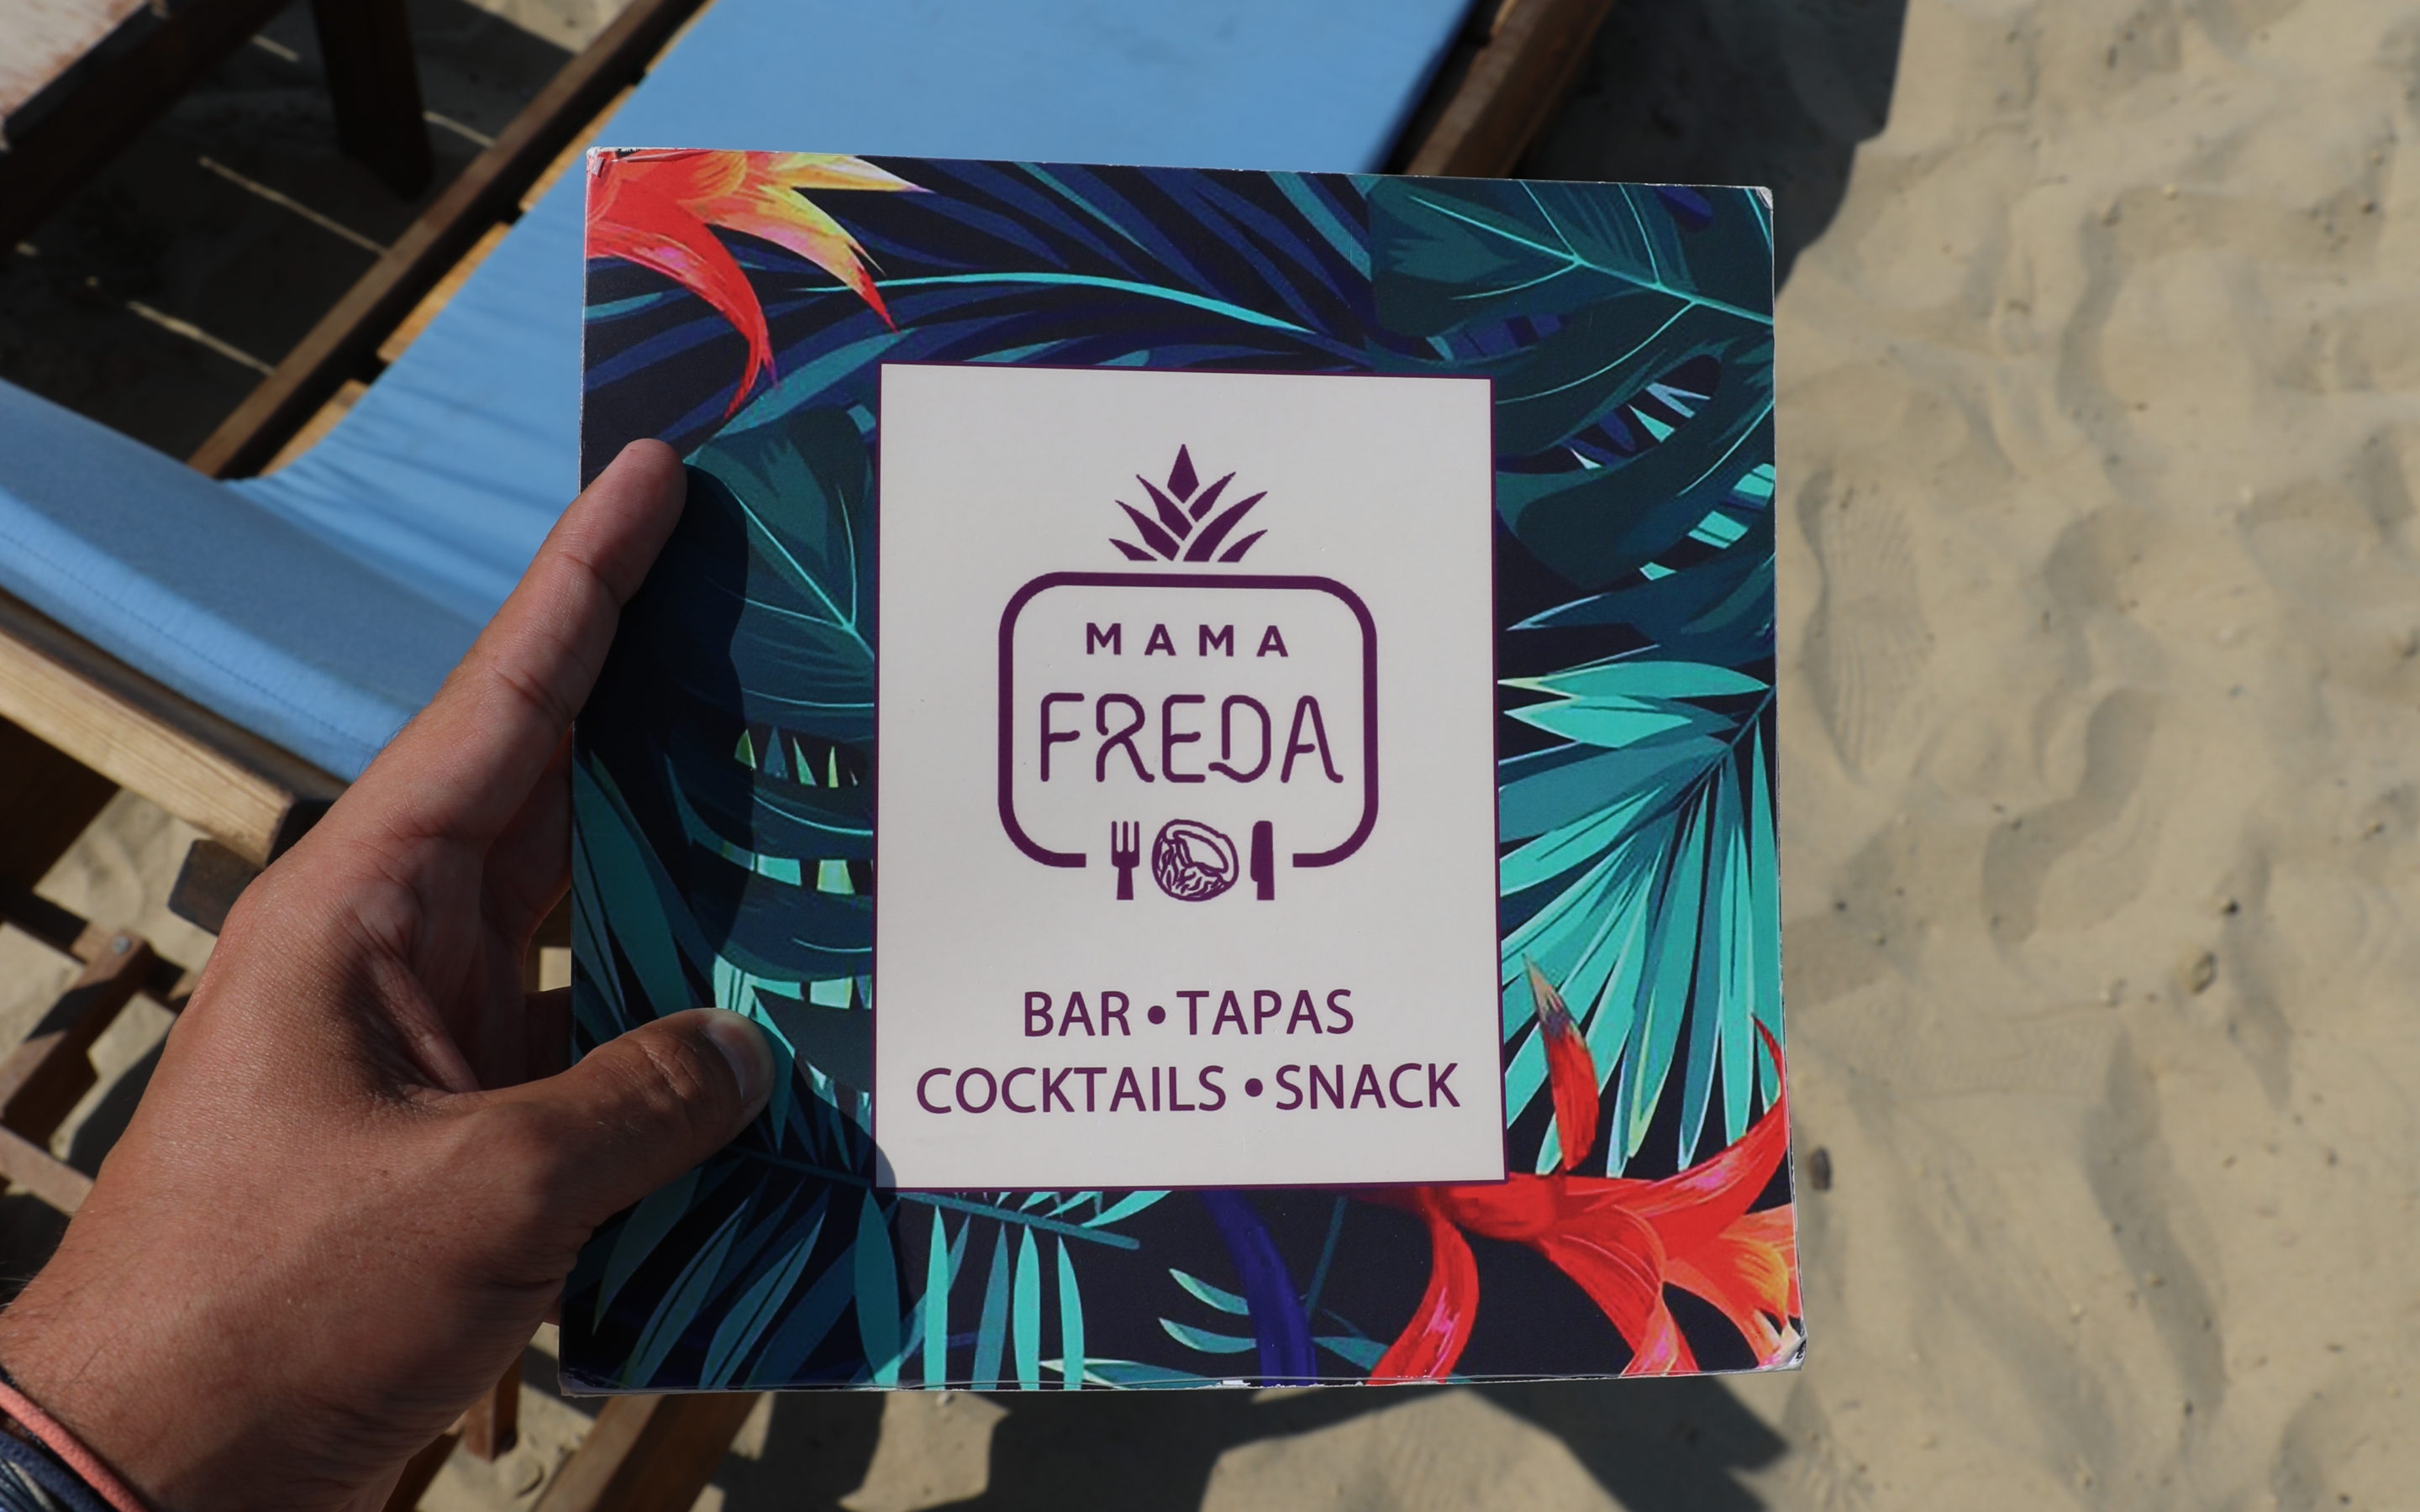 MAMA
FREDA
BAR • TAPAS
COCKTAILS • SNACK